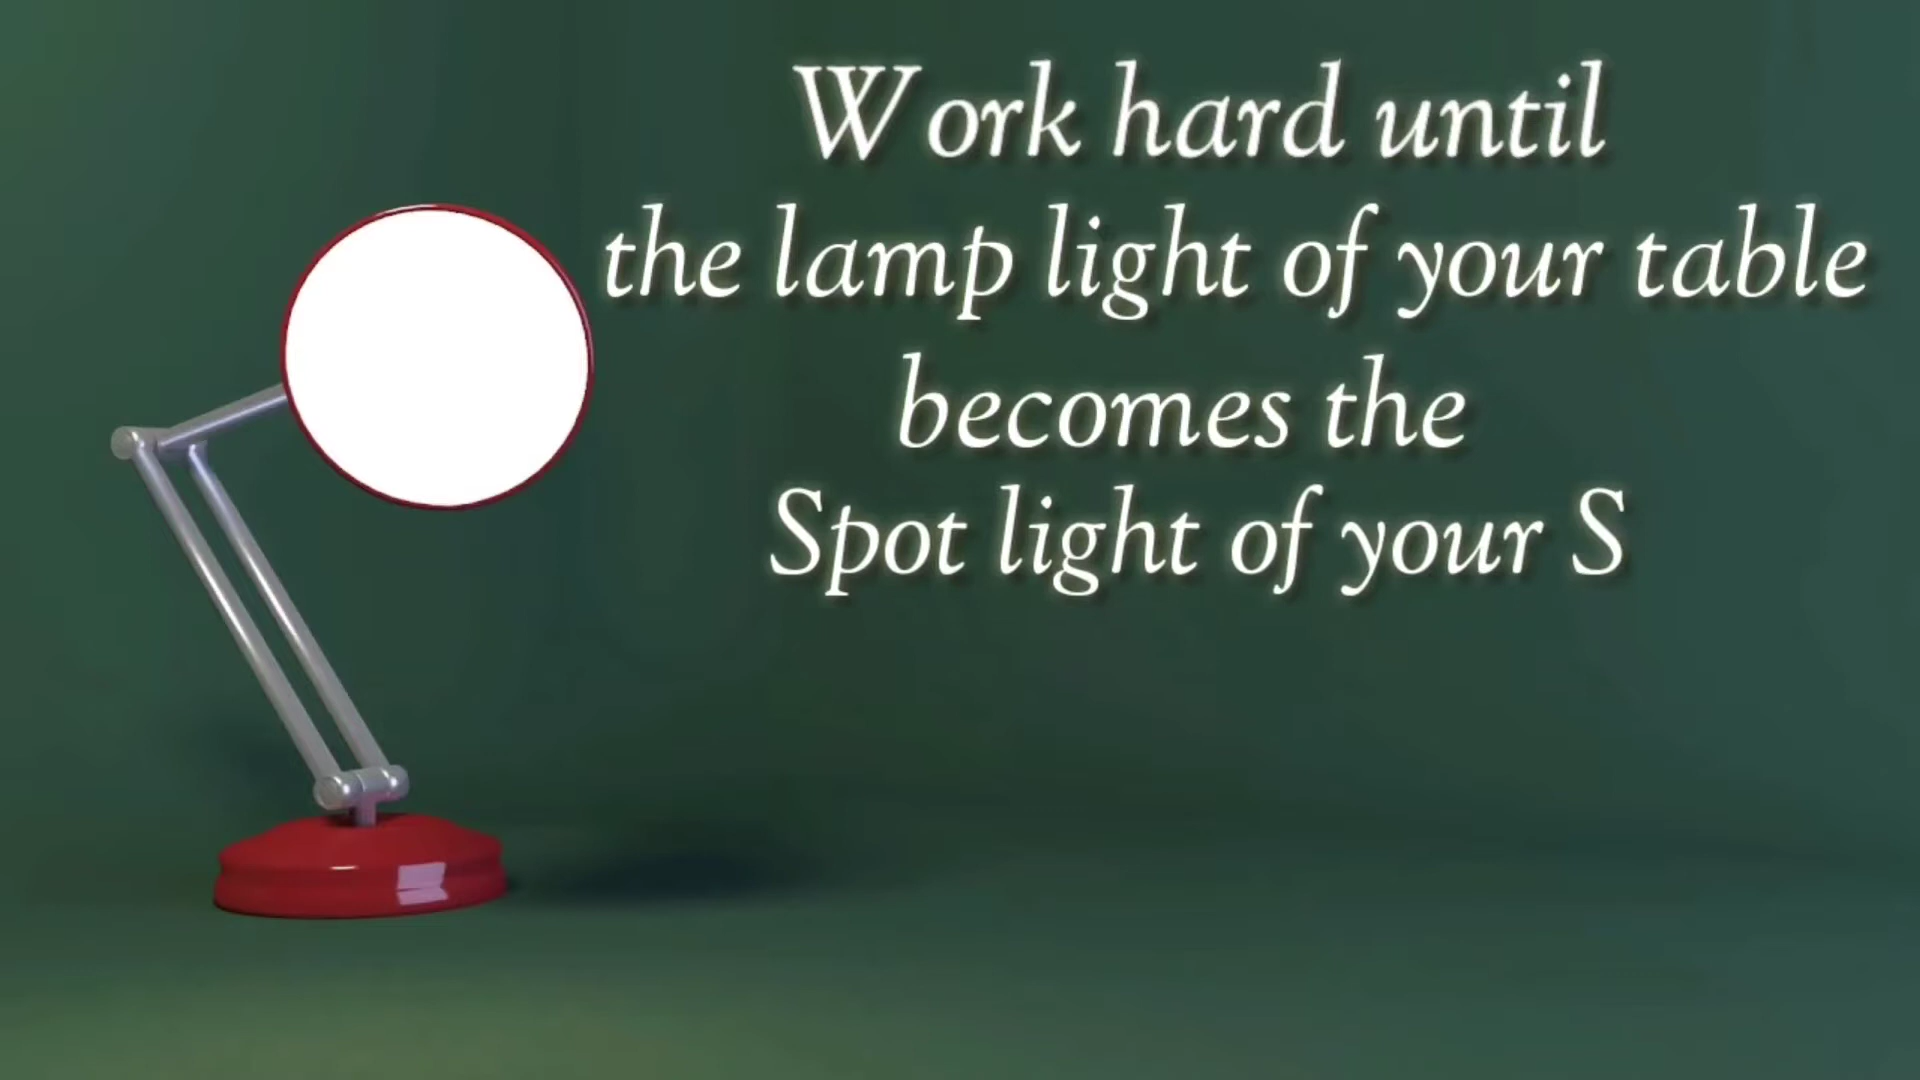 Work hard until
the lamp light of your table
becomes the
Spot light of your S